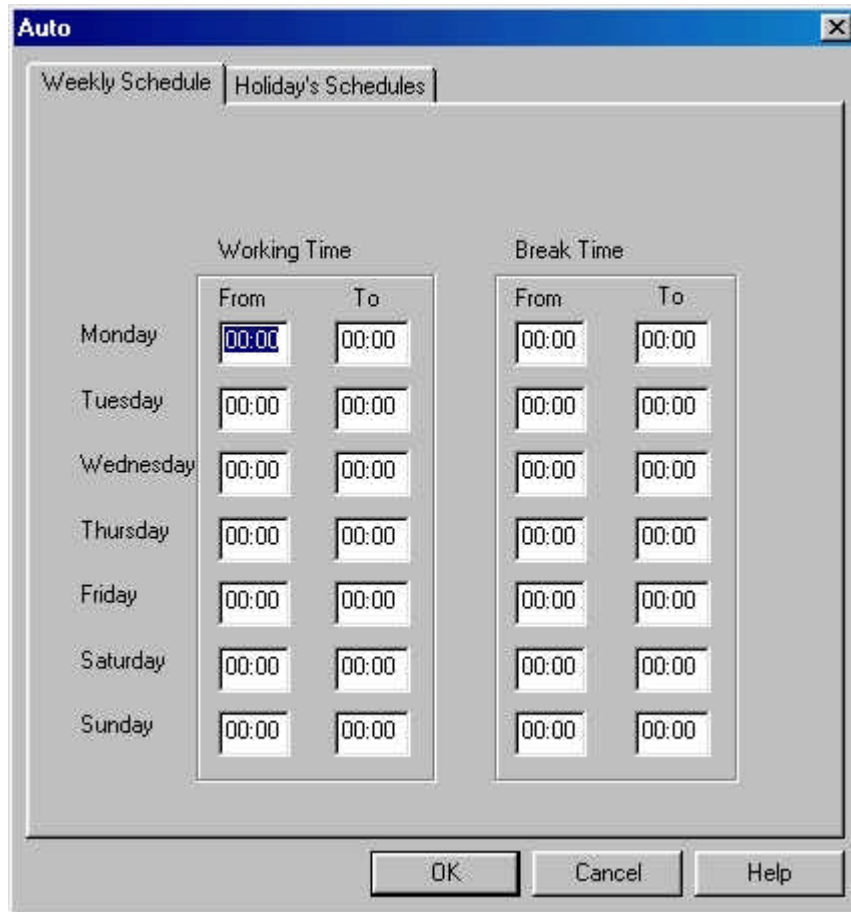 Auto
Weekly Schedule Holiday's Schedules
Working Time Break Time
From To From To
Monday 00:00 00:00 00:00 00:00
Tuesday 00:00 00:00 00:00 00:00
Wednesday 00:00 00:00 00:00 00:00
Thursday 00:00 00:00 00:00 00:00
Friday 00:00 00:00 00:00 00:00
Saturday 00:00 00:00 00:00 00:00
Sunday 00:00 00:00 00:00 00:00
OK Cancel Help